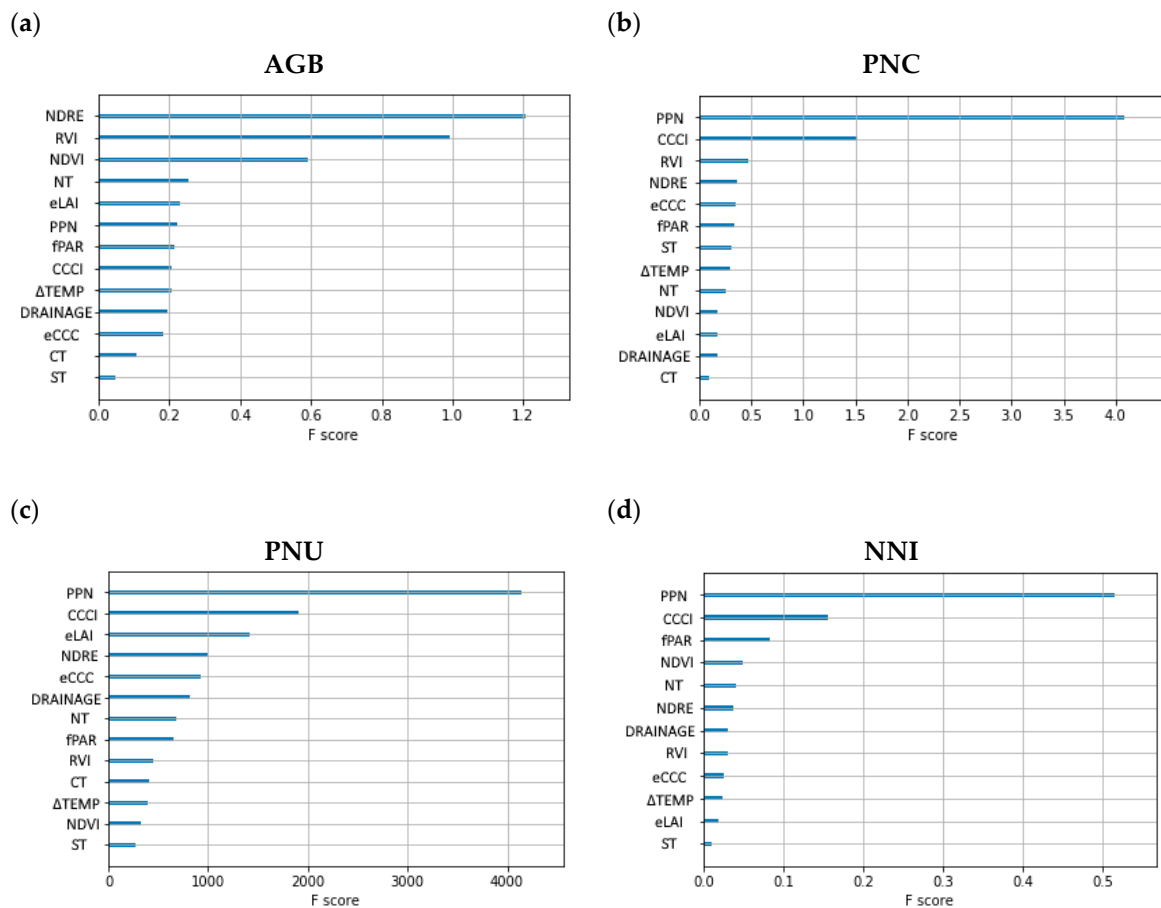 (a)
AGB
NDRE
RVI
NDVI
NT
eLAI
PPN
fPAR
CCCI
ΔTEMP
DRAINAGE
eCCC
CT
ST
0.0 0.2 0.4 0.6 0.8 1.0 1.2
F score
(b)
PNC
PPN
CCCI
RVI
NDRE
eCCC
fPAR
ST
ΔTEMP
NT
NDVI
eLAI
DRAINAGE
CT
0.0 0.5 1.0 1.5 2.0 2.5 3.0 3.5 4.0
F score
(c)
PNU
PPN
CCCI
eLAI
NDRE
eCCC
DRAINAGE
NT
fPAR
RVI
CT
ΔTEMP
NDVI
ST
0 1000 2000 3000 4000
F score
(d)
NNI
PPN
CCCI
fPAR
NDVI
NT
NDRE
DRAINAGE
RVI
eCCC
ΔTEMP
eLAI
ST
0.0 0.1 0.2 0.3 0.4 0.5
F score